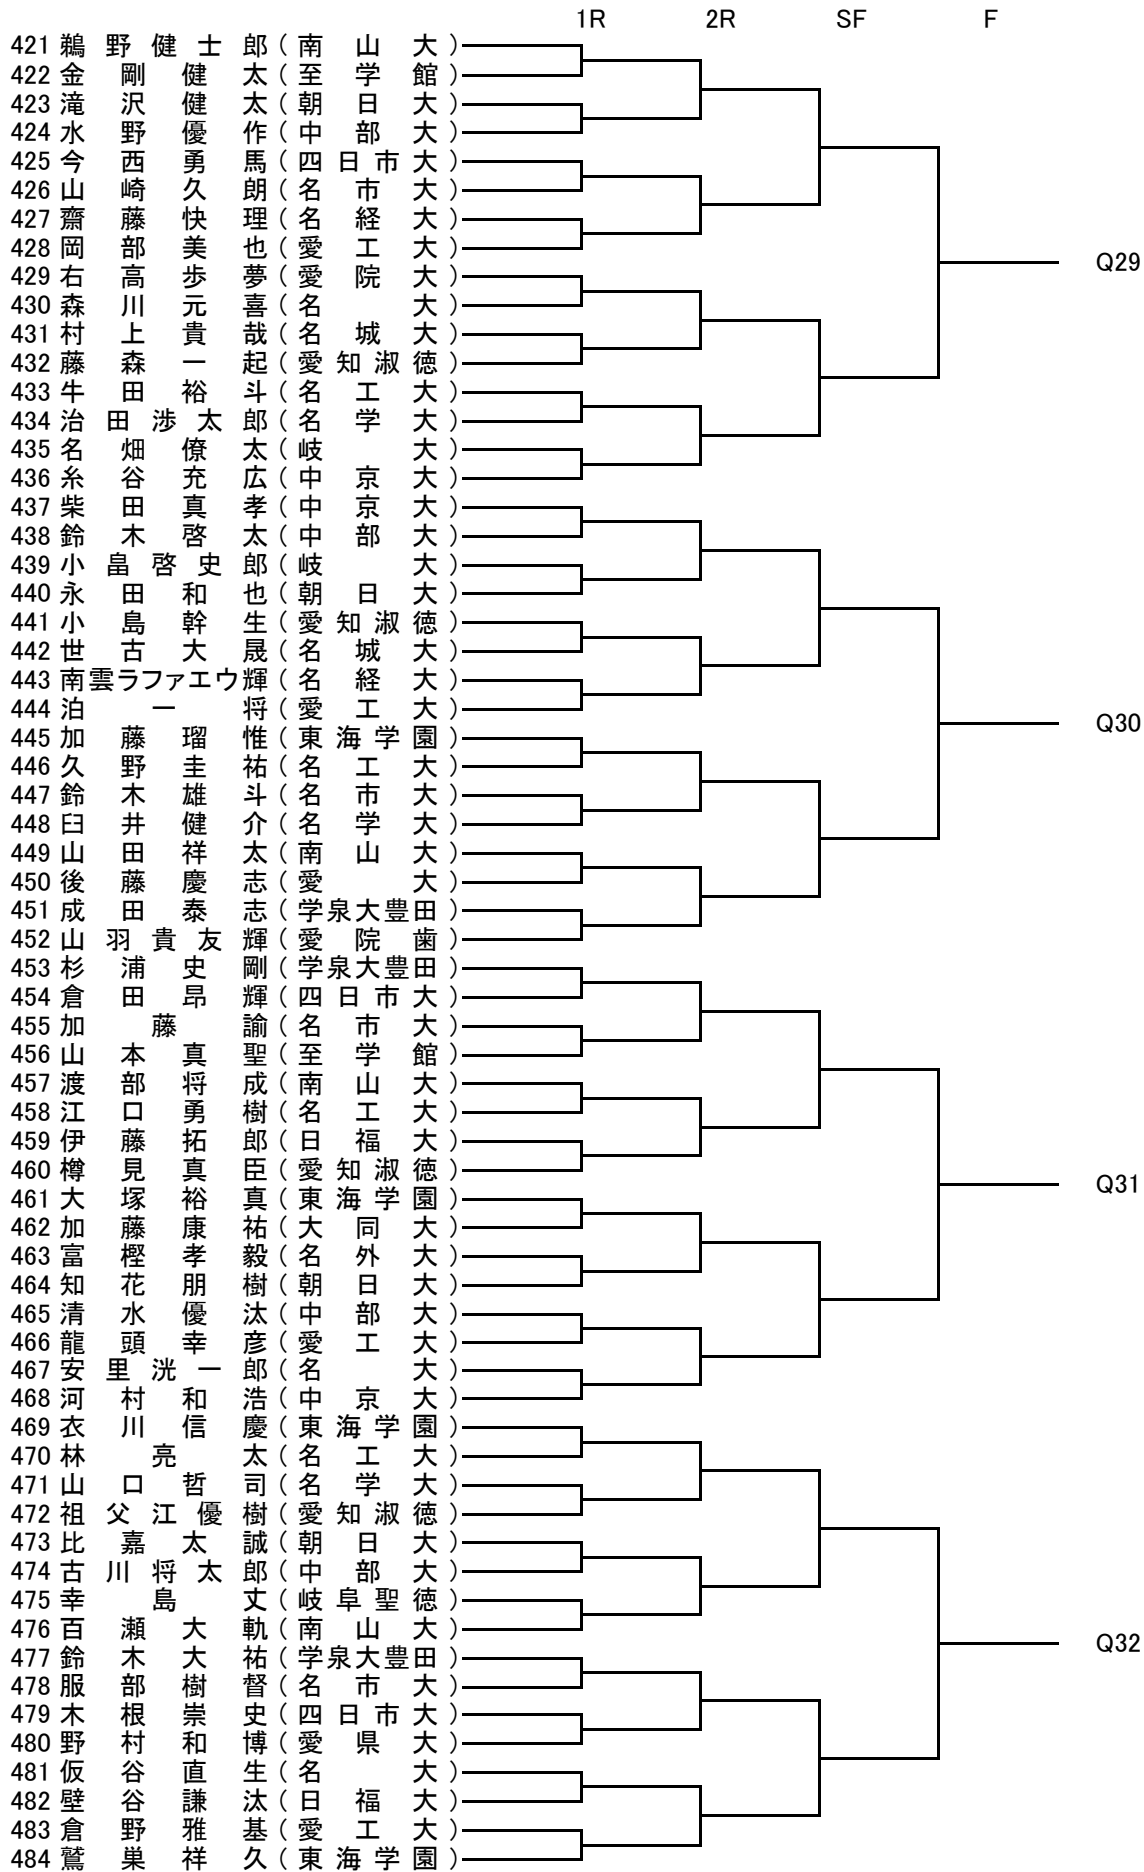 1R 2R SF F
421 鵜野健士郎(南山大)
422 金剛健太(至学館)
423 滝沢健太(朝日大)
424 水野優作(中部大)
425 今西勇馬(四日市大)
426 山崎久朗(名市大)
427 齋藤快理(名経大)
428 岡部美也(愛工大)
429 右高歩夢(愛院大)
Q29
430 森川元喜(名大)
431 村上貴哉(名城大)
432 藤森一起(愛知淑徳)
433 牛田裕斗(名工大)
434 治田渉太郎(名学大)
435 名畑僚太(岐大)
436 糸谷充広(中京大)
437 柴田真孝(中京大)
438 鈴木啓太(中部大)
439 小畠啓史郎(岐大)
440 永田和也(朝日大)
441 小島幹生(愛知淑徳)
442 世古大晟(名城大)
443 南雲ラファエウ輝(名経大)
444 泊一将(愛工大)
Q30
445 加藤瑠惟(東海学園)
446 久野圭祐(名工大)
447 鈴木雄斗(名市大)
448 臼井健介(名学大)
449 山田祥太(南山大)
450 後藤慶志(愛大)
451 成田泰志(学泉大豊田)
452 山羽貴友輝(愛院歯)
453 杉浦史剛(学泉大豊田)
454 倉田昂輝(四日市大)
455 加藤諭(名市大)
456 山本真聖(至学館)
457 渡部将成(南山大)
458 江口勇樹(名工大)
459 伊藤拓郎(日福大)
460 樽見真臣(愛知淑徳)
Q31
461 大塚裕真(東海学園)
462 加藤康祐(大同大)
463 富樫孝毅(名外大)
464 知花朋樹(朝日大)
465 清水優汰(中部大)
466 龍頭幸彦(愛工大)
467 安里洸一郎(名大)
468 河村和浩(中京大)
469 衣川信慶(東海学園)
470 林亮太(名工大)
471 山口哲司(名学大)
472 祖父江優樹(愛知淑徳)
473 比嘉太誠(朝日大)
474 古川将太郎(中部大)
475 幸島丈(岐阜聖徳)
476 百瀬大軌(南山大)
Q32
477 鈴木大祐(学泉大豊田)
478 服部樹督(名市大)
479 木根崇史(四日市大)
480 野村和博(愛県大)
481 仮谷直生(名大)
482 壁谷謙汰(日福大)
483 倉野雅基(愛工大)
484 鷲巣祥久(東海学園)